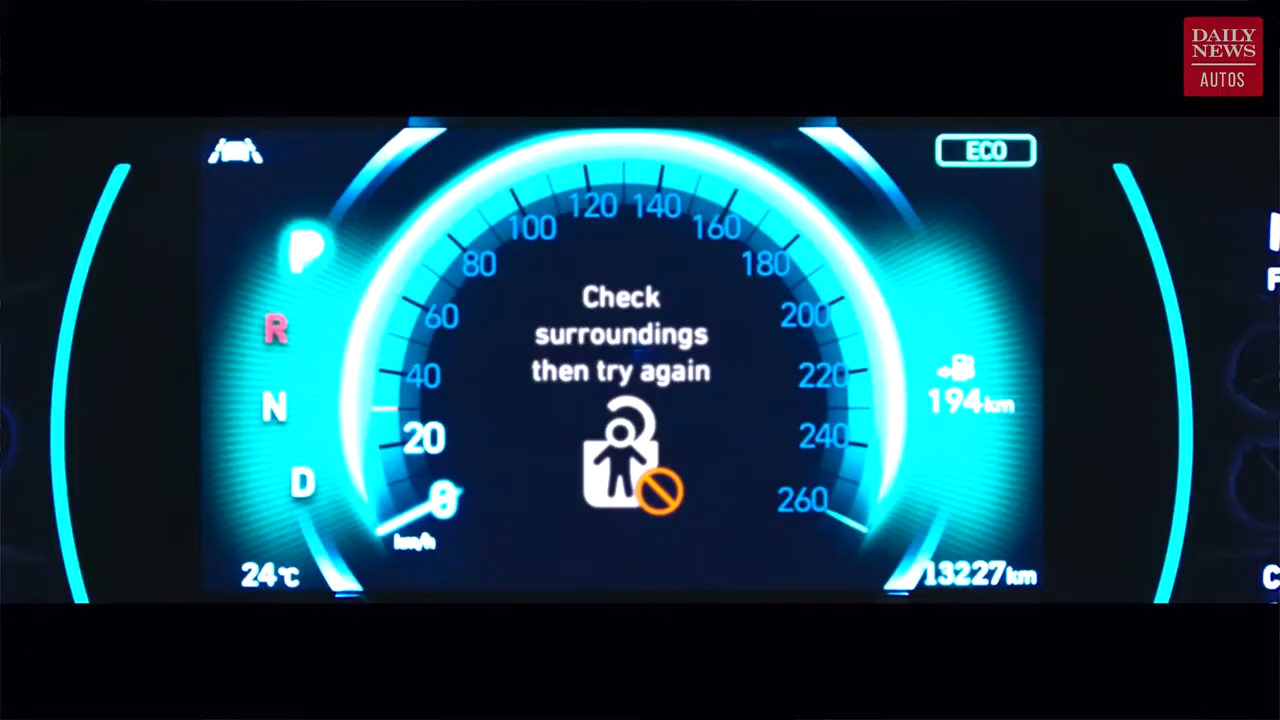 DAILY
NEWS
AUTOS
ECO
P
R
N
D
0
20
40
60
80
100
120
140
160
180
200
220
240
260
km/h
Check
surroundings
then try again
194km
24°C
13227km
F
C